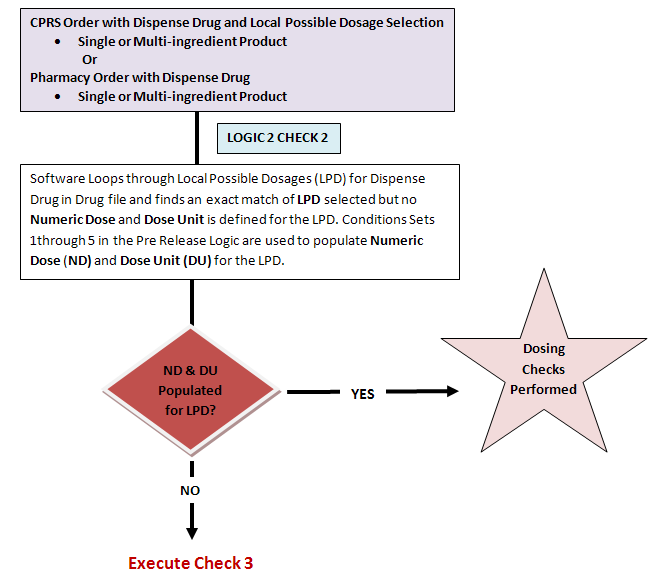 CPRS Order with Dispense Drug and Local Possible Dosage Selection
• Single or Multi-ingredient Product
Or
Pharmacy Order with Dispense Drug
• Single or Multi-ingredient Product
LOGIC 2 CHECK 2
Software Loops through Local Possible Dosages (LPD) for Dispense
Drug in Drug file and finds an exact match of LPD selected but no
Numeric Dose and Dose Unit is defined for the LPD. Conditions Sets
1through 5 in the Pre Release Logic are used to populate Numeric
Dose (ND) and Dose Unit (DU) for the LPD.
ND & DU
Populated
for LPD?
YES
Dosing
Checks
Performed
NO
Execute Check 3